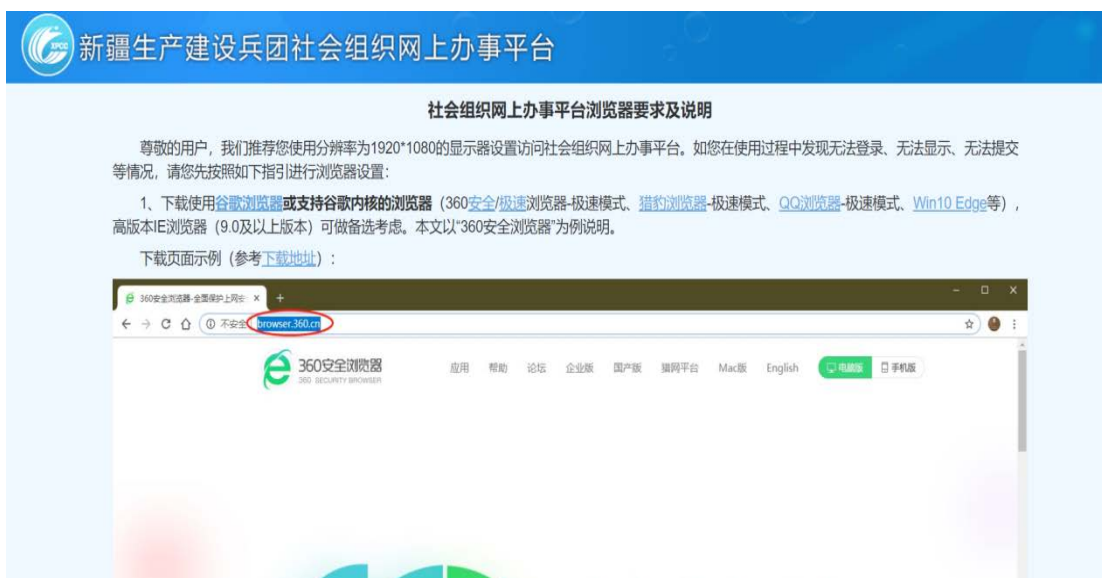 XPCC
新疆生产建设兵团社会组织网上办事平台
社会组织网上办事平台浏览器要求及说明
尊敬的用户，我们推荐您使用分辨率为1920*1080的显示器设置访问社会组织网上办事平台。如您在使用过程中发现无法登录、无法显示、无法提交
等情况，请您先按照如下指引进行浏览器设置：
1、下载使用谷歌浏览器或支持谷歌内核的浏览器（360安全/极速浏览器-极速模式、猎豹浏览器-极速模式、QQ浏览器-极速模式、Win10 Edge等），
高版本IE浏览器（9.0及以上版本）可做备选考虑。本文以“360安全浏览器”为例说明。
下载页面示例（参考下载地址）：
360安全浏览器-全面保护上网安
不安全 browser.360.cn
360安全浏览器 应用 帮助 论坛 企业版 国产版 猫网平台 Mac版 English 电脑版 手机版
360 SECURITY BROWSER